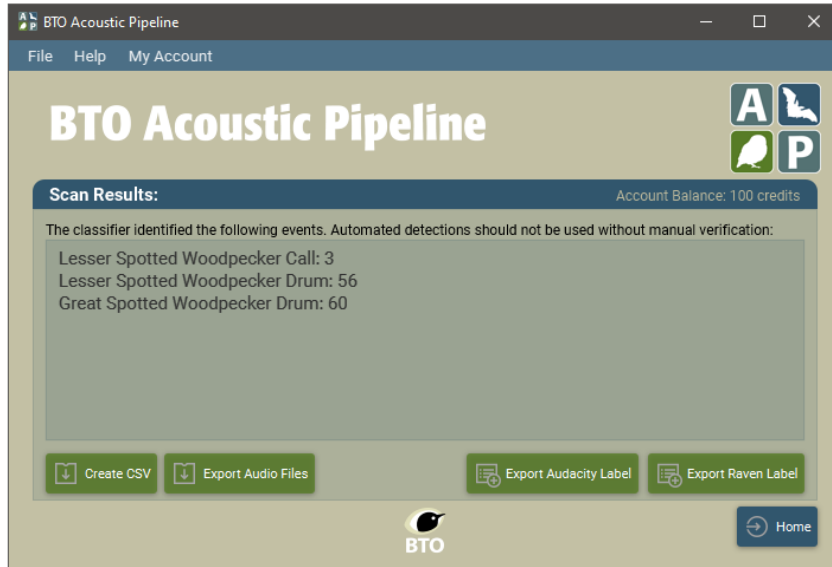 BTO Acoustic Pipeline
File Help My Account
BTO Acoustic Pipeline
A
P
Scan Results:
Account Balance: 100 credits
The classifier identified the following events. Automated detections should not be used without manual verification:
Lesser Spotted Woodpecker Call: 3
Lesser Spotted Woodpecker Drum: 56
Great Spotted Woodpecker Drum: 60
Create CSV
Export Audio Files
Export Audacity Label
Export Raven Label
BTO
Home